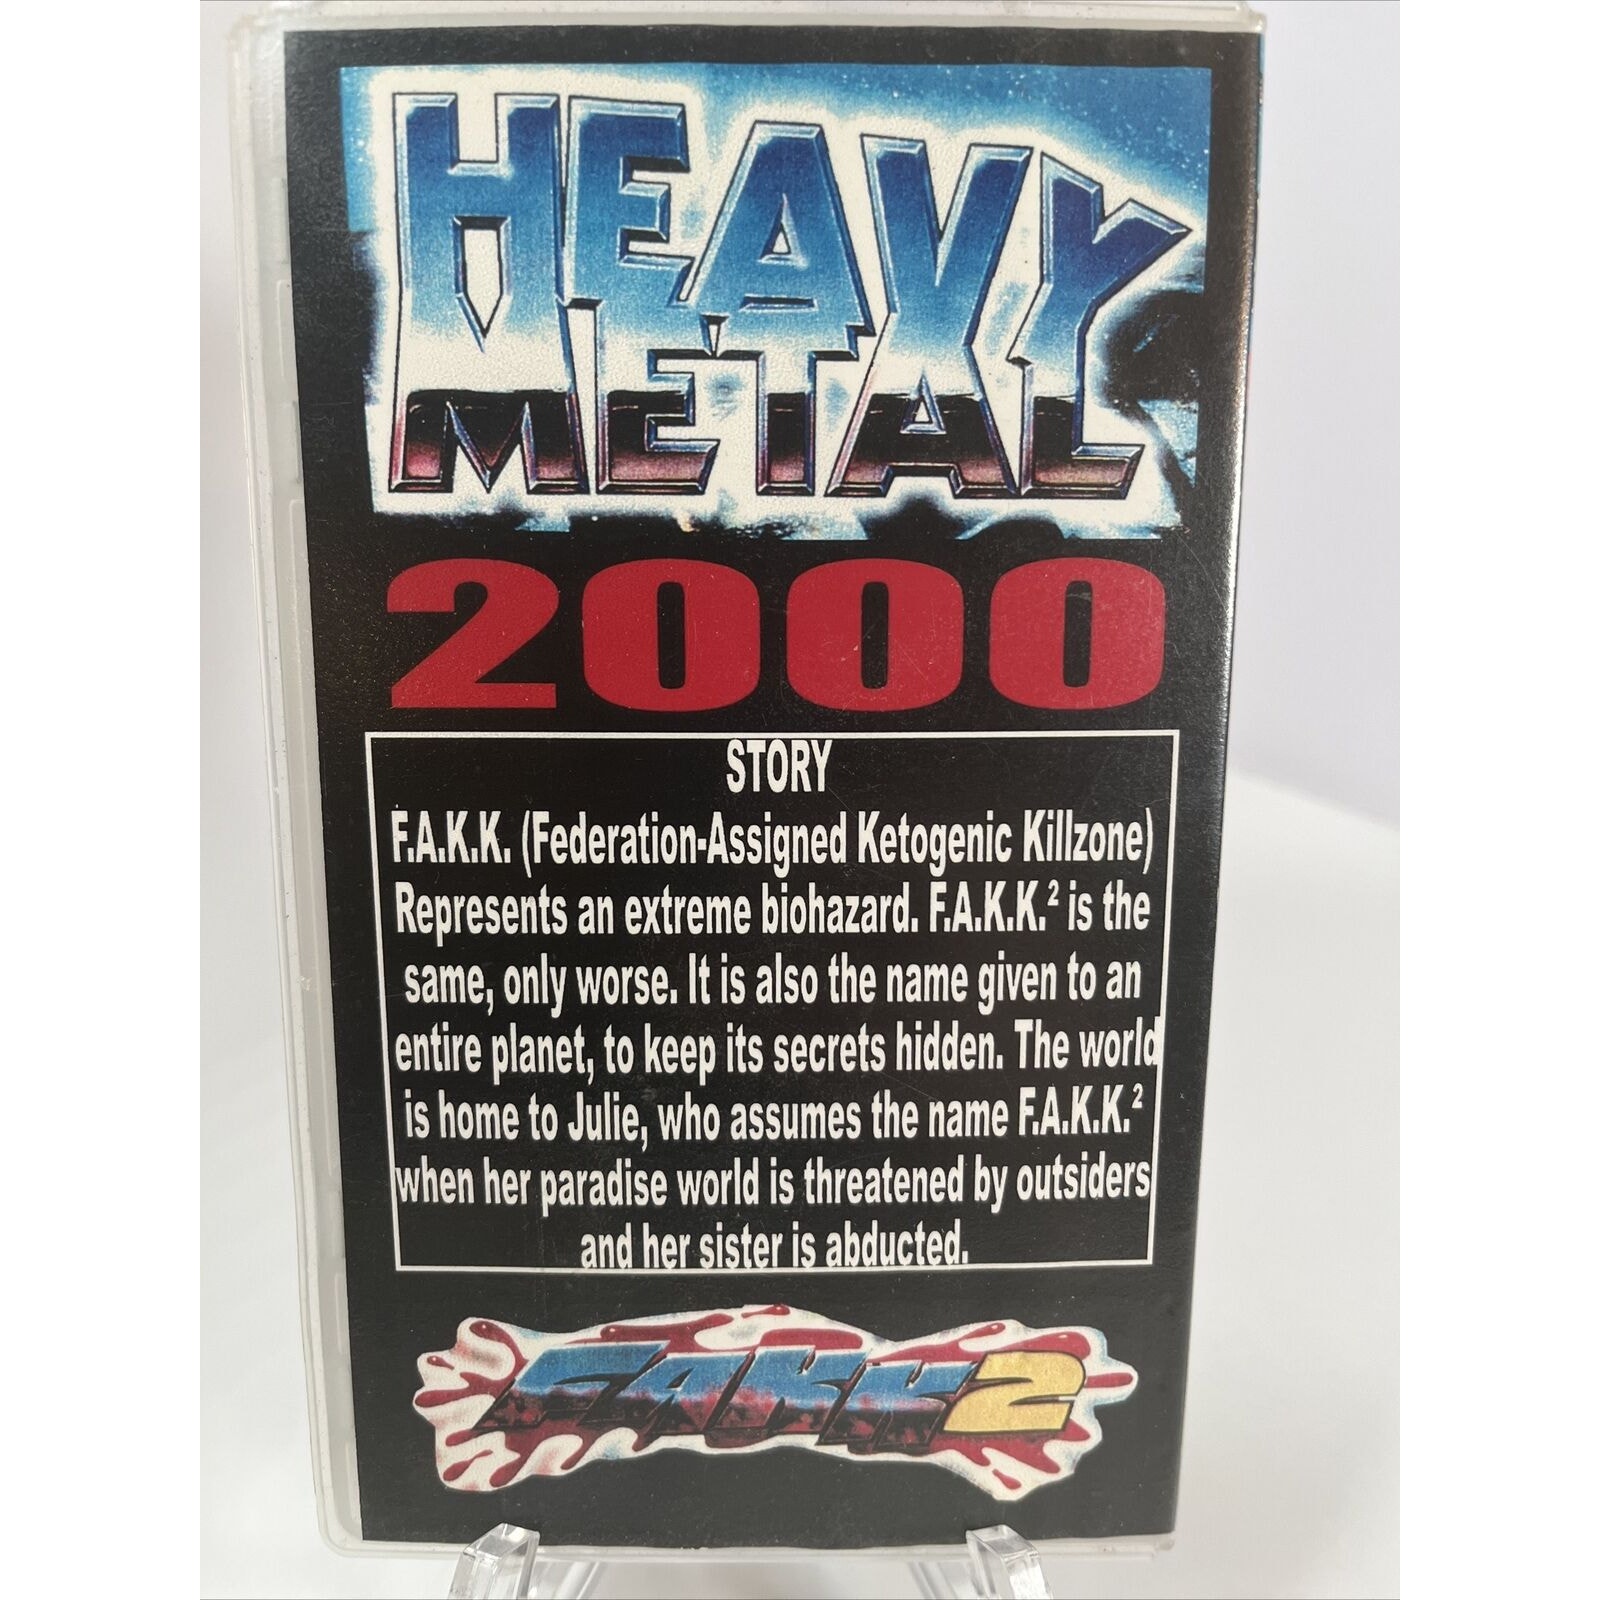 HEAVY
METAL
2000
STORY
F.A.K.K. (Federation-Assigned Ketogenic Killzone)
Represents an extreme biohazard. F.A.K.K.² is the
same, only worse. It is also the name given to an
entire planet, to keep its secrets hidden. The world
is home to Julie, who assumes the name F.A.K.K.²
when her paradise world is threatened by outsiders
and her sister is abducted.
FAKK2